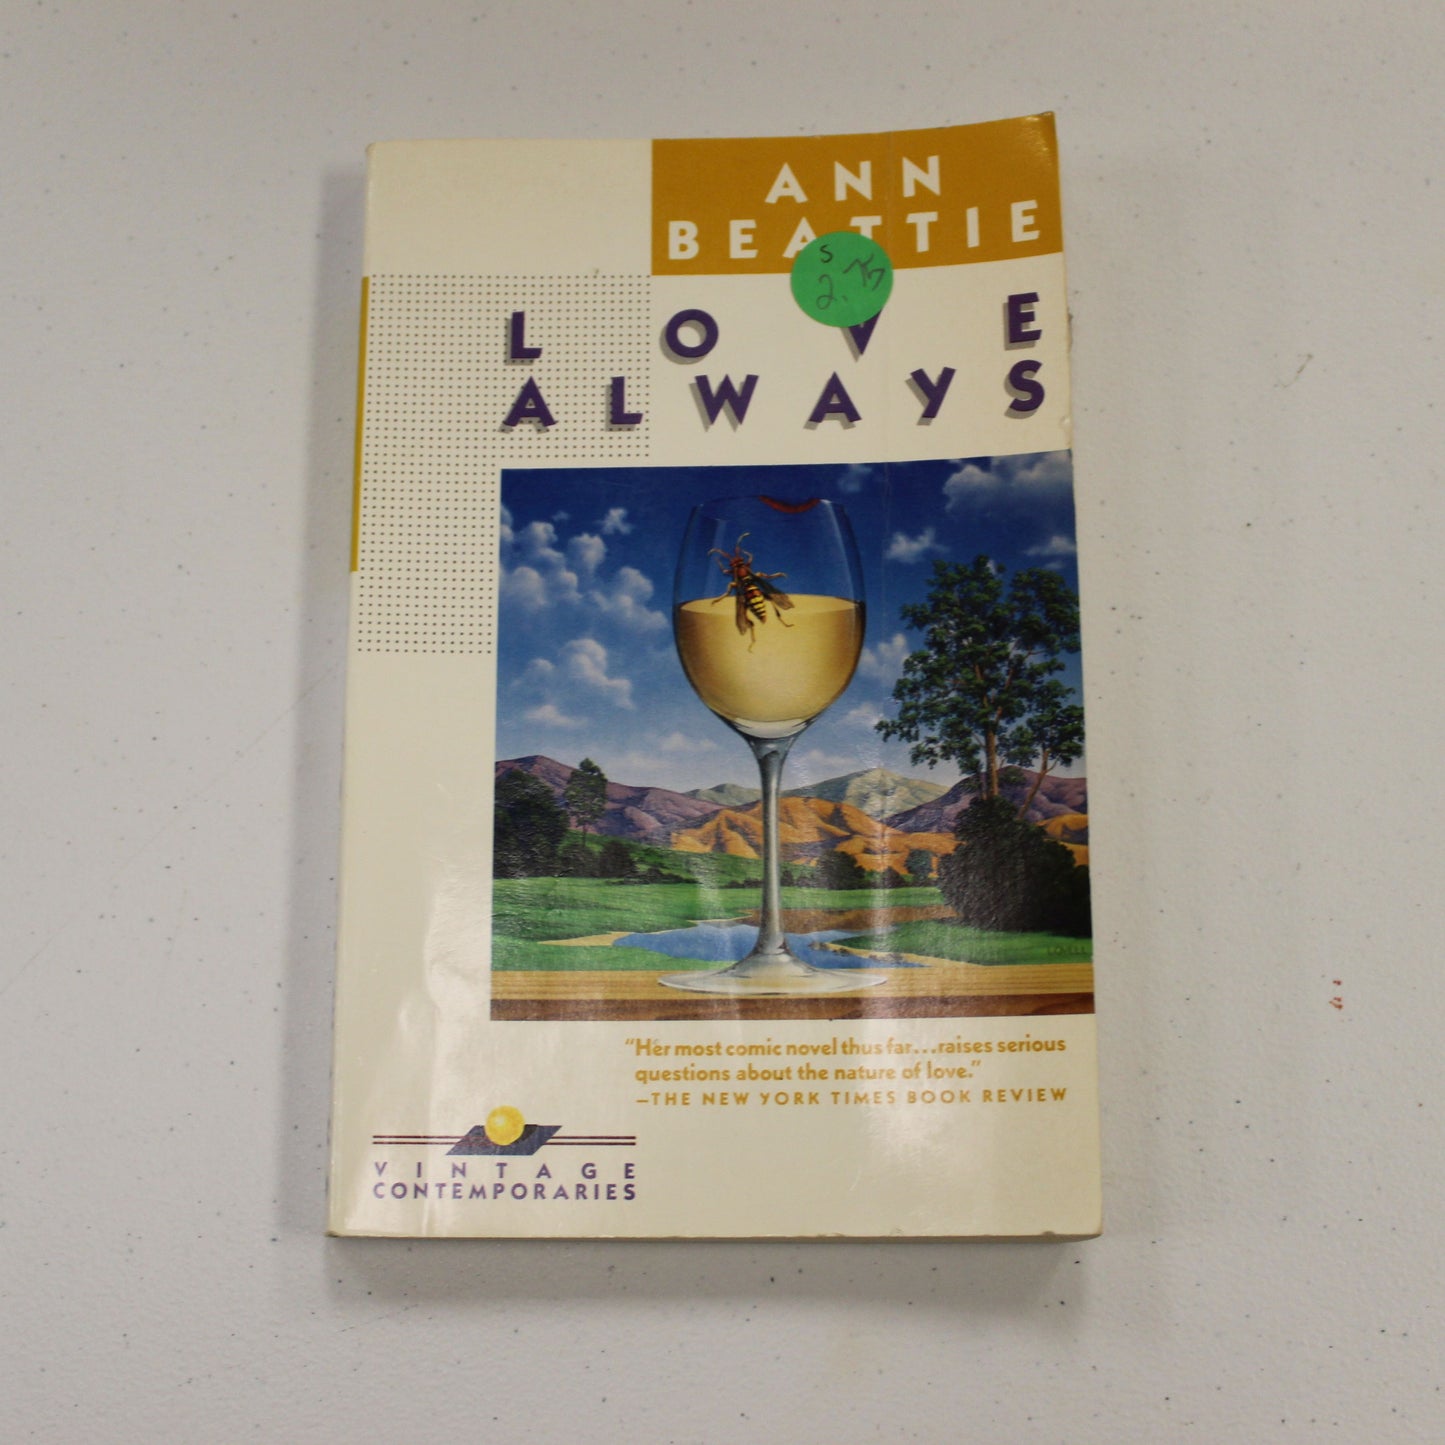 ANN
BEATTIE
S
2.75
LOVE
ALWAYS
"Her most comic novel thus far...raises serious
questions about the nature of love."
—THE NEW YORK TIMES BOOK REVIEW
VINTAGE
CONTEMPORARIES